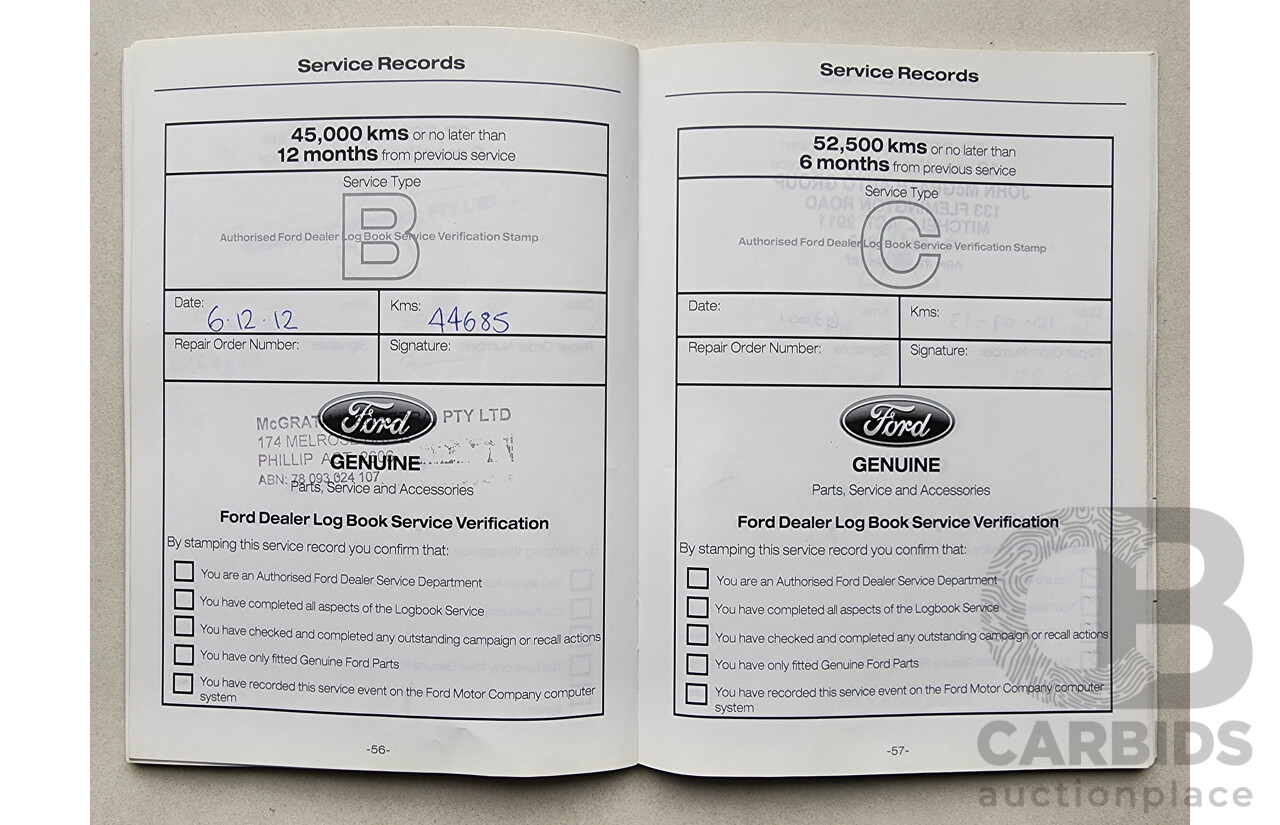 Service Records
45,000 kms or no later than
12 months from previous service
Service Type
B
Authorised Ford Dealer Log Book Service Verification Stamp
Date:
6·12·12
Kms:
44685
Repair Order Number:
Signature:
McGRATH PTY LTD
174 MELROSE
PHILLIP ACT 2606
ABN: 78 093 024 107
Ford
GENUINE
Parts, Service and Accessories
Ford Dealer Log Book Service Verification
By stamping this service record you confirm that:
You are an Authorised Ford Dealer Service Department
You have completed all aspects of the Logbook Service
You have checked and completed any outstanding campaign or recall actions
You have only fitted Genuine Ford Parts
You have recorded this service event on the Ford Motor Company computer
system
-56-
Service Records
52,500 kms or no later than
6 months from previous service
Service Type
C
Authorised Ford Dealer Log Book Service Verification Stamp
Date:
Kms:
Repair Order Number:
Signature:
Ford
GENUINE
Parts, Service and Accessories
Ford Dealer Log Book Service Verification
By stamping this service record you confirm that:
You are an Authorised Ford Dealer Service Department
You have completed all aspects of the Logbook Service
You have checked and completed any outstanding campaign or recall actions
You have only fitted Genuine Ford Parts
You have recorded this service event on the Ford Motor Company computer
system
-57-
CB
CARBIDS
auctionplace